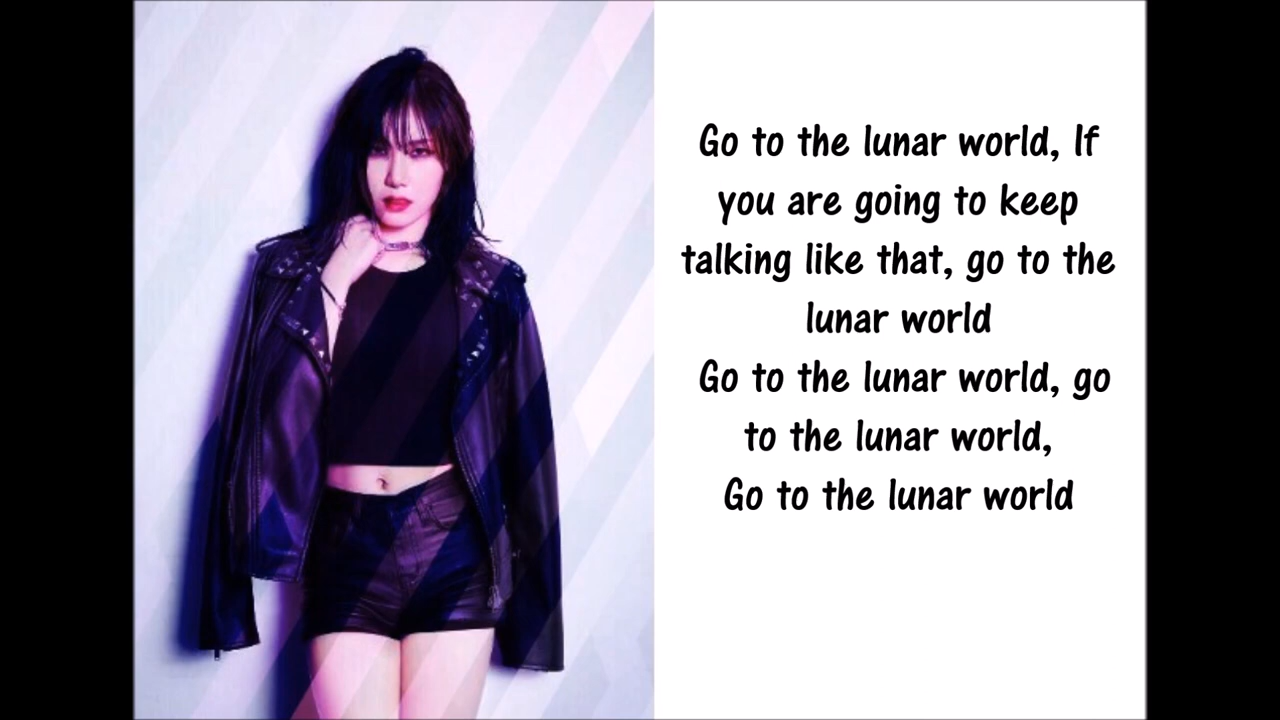 Go to the lunar world, If
you are going to keep
talking like that, go to the
lunar world
Go to the lunar world, go
to the lunar world,
Go to the lunar world